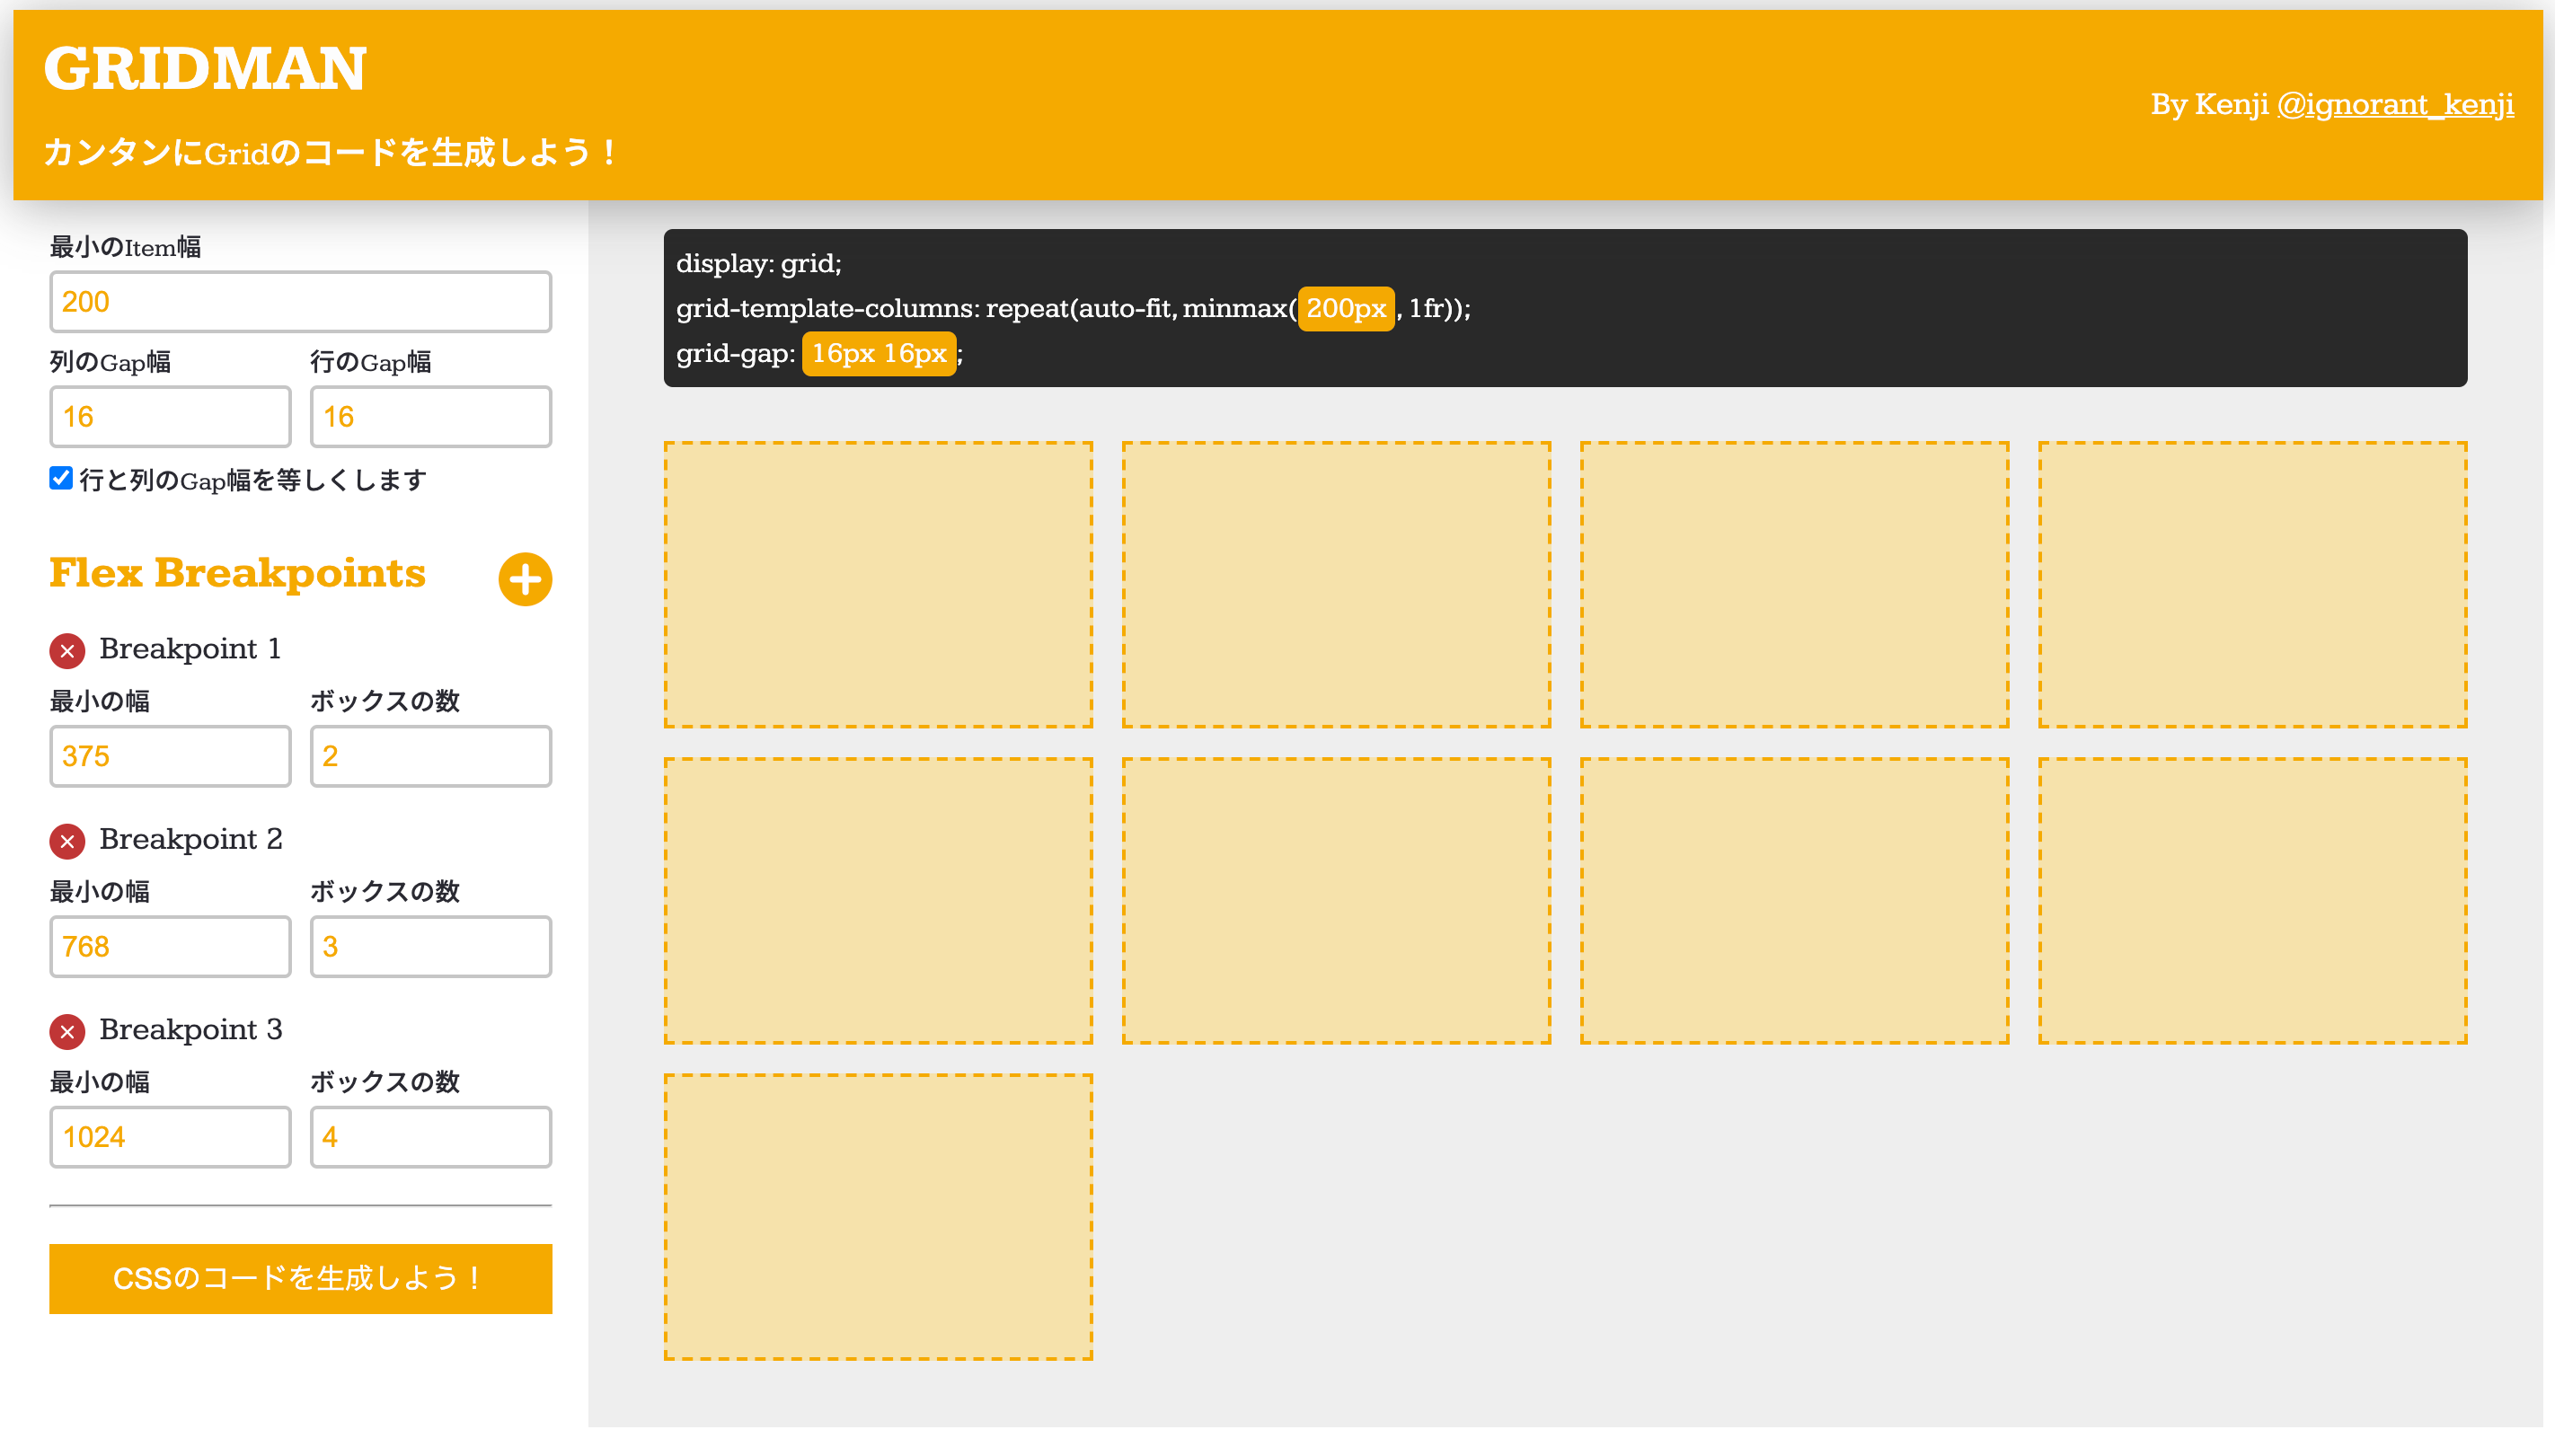 GRIDMAN
カンタンにGridのコードを生成しよう！
By Kenji @ignorant_kenji
最小のItem幅
200
列のGap幅 行のGap幅
16 16
行と列のGap幅を等しくします
Flex Breakpoints
Breakpoint 1
最小の幅 ボックスの数
375 2
Breakpoint 2
最小の幅 ボックスの数
768 3
Breakpoint 3
最小の幅 ボックスの数
1024 4
CSSのコードを生成しよう！
display: grid;
grid-template-columns: repeat(auto-fit, minmax(200px, 1fr));
grid-gap: 16px 16px;